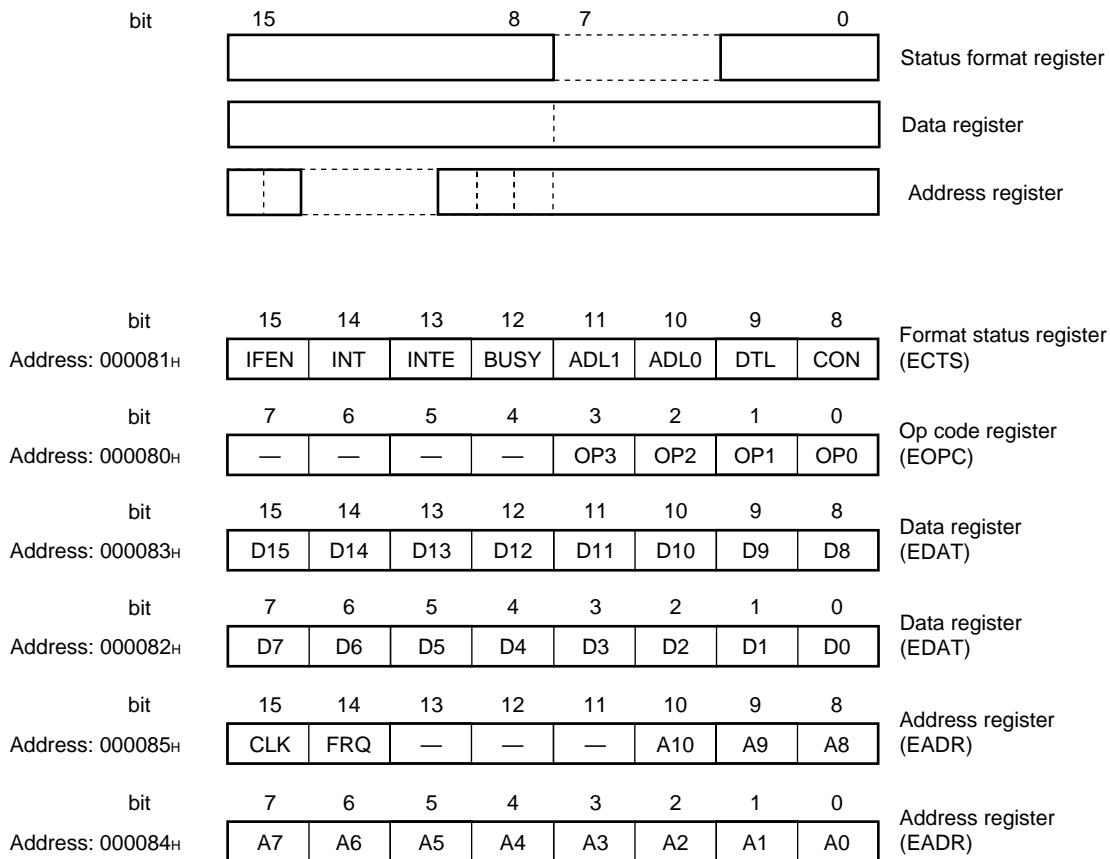 bit 15 8 7 0
Status format register
Data register
Address register
bit 15 14 13 12 11 10 9 8
Format status register
Address: 000081H IFEN INT INTE BUSY ADL1 ADL0 DTL CON
(ECTS)
bit 7 6 5 4 3 2 1 0
Op code register
Address: 000080H — — — — OP3 OP2 OP1 OP0
(EOPC)
bit 15 14 13 12 11 10 9 8
Data register
Address: 000083H D15 D14 D13 D12 D11 D10 D9 D8
(EDAT)
bit 7 6 5 4 3 2 1 0
Data register
Address: 000082H D7 D6 D5 D4 D3 D2 D1 D0
(EDAT)
bit 15 14 13 12 11 10 9 8
Address register
Address: 000085H CLK FRQ — — — A10 A9 A8
(EADR)
bit 7 6 5 4 3 2 1 0
Address register
Address: 000084H A7 A6 A5 A4 A3 A2 A1 A0
(EADR)